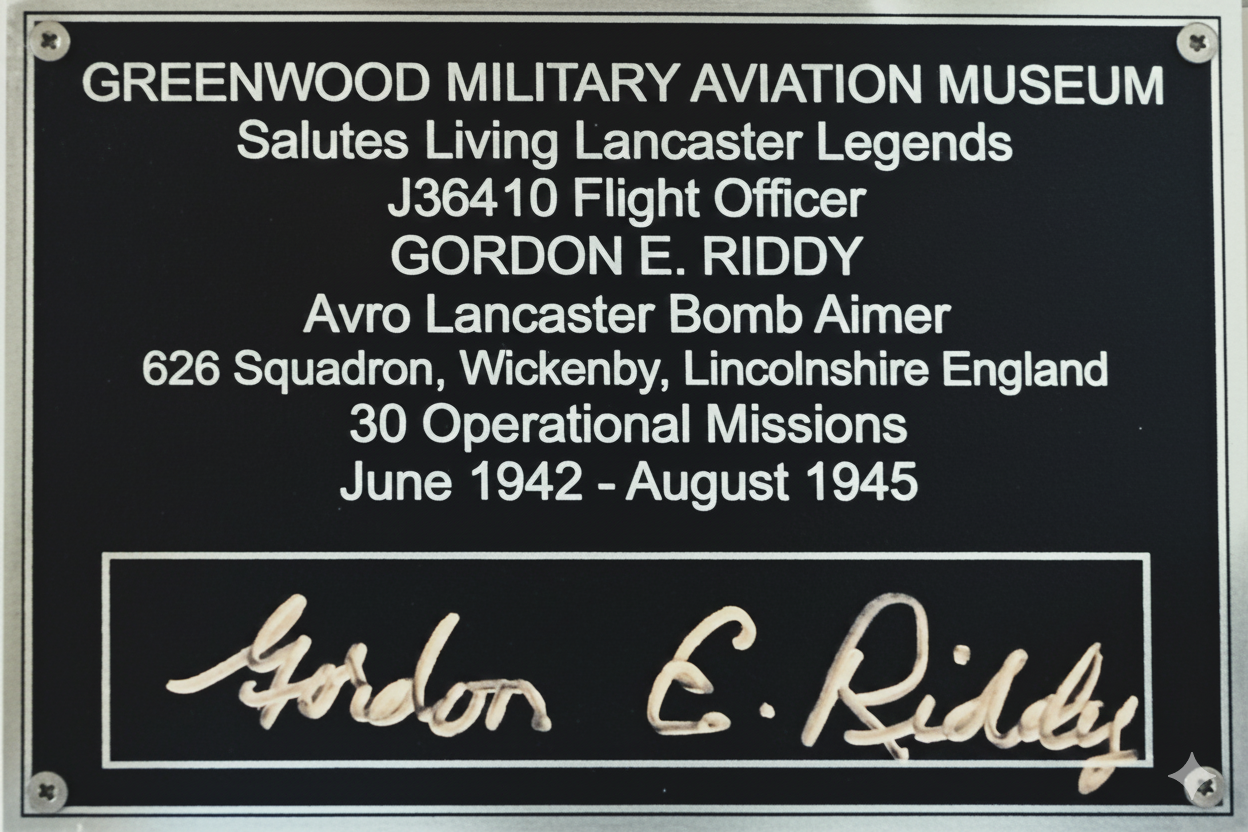 GREENWOOD MILITARY AVIATION MUSEUM
Salutes Living Lancaster Legends
J36410 Flight Officer
GORDON E. RIDDY
Avro Lancaster Bomb Aimer
626 Squadron, Wickenby, Lincolnshire England
30 Operational Missions
June 1942 - August 1945
Gordon E. Riddy